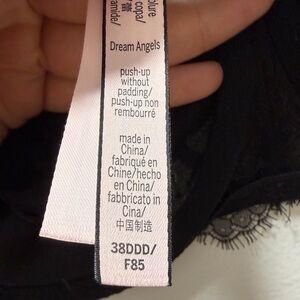 Dream Angels
push-up
without
padding/
push-up non
rembourré
made in
China/
fabriqué en
Chine/hecho
en China/
fabbricato in
Cina/
中国制造
38DDD/
F85